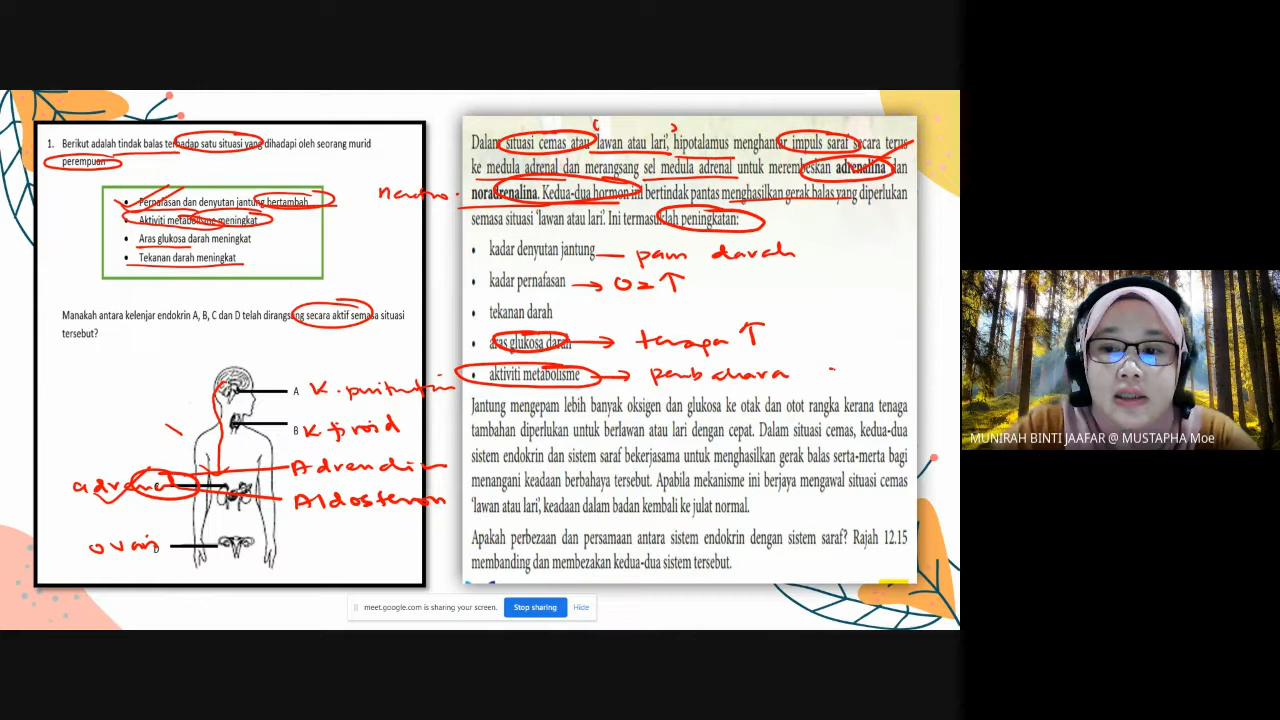 1. Berikut adalah tindak balas terhadap satu situasi yang dihadapi oleh seorang murid
perempuan
• Pernafasan dan denyutan jantung bertambah
• Aktiviti metabolisme meningkat
• Aras glukosa darah meningkat
• Tekanan darah meningkat
Manakah antara kelenjar endokrin A, B, C dan D telah dirangsang secara aktif semasa situasi
tersebut?
A K. pituitari
B K tiroid
Adrenalin
adrenal C
Aldosteron
ovari D
neutro.
Dalam situasi cemas atau 'lawan atau lari', hipotalamus menghantar impuls saraf secara terus
ke medula adrenal dan merangsang sel medula adrenal untuk merembeskan adrenalina dan
noradrenalina. Kedua-dua hormon ini bertindak pantas menghasilkan gerak balas yang diperlukan
semasa situasi 'lawan atau lari'. Ini termasuklah peningkatan:
• kadar denyutan jantung pam darah
• kadar pernafasan → O2 ↑
• tekanan darah
• aras glukosa darah → tenaga ↑
• aktiviti metabolisme →
Jantung mengepam lebih banyak oksigen dan glukosa ke otak dan otot rangka kerana tenaga
tambahan diperlukan untuk berlawan atau lari dengan cepat. Dalam situasi cemas, kedua-dua
sistem endokrin dan sistem saraf bekerjasama untuk menghasilkan gerak balas serta-merta bagi
menangani keadaan berbahaya tersebut. Apabila mekanisme ini berjaya mengawal situasi cemas
'lawan atau lari', keadaan dalam badan kembali ke julat normal.
Apakah perbezaan dan persamaan antara sistem endokrin dengan sistem saraf? Rajah 12.15
membanding dan membezakan kedua-dua sistem tersebut.
meet.google.com is sharing your screen. Stop sharing Hide
MUNIRAH BINTI JAAFAR @ MUSTAPHA Moe